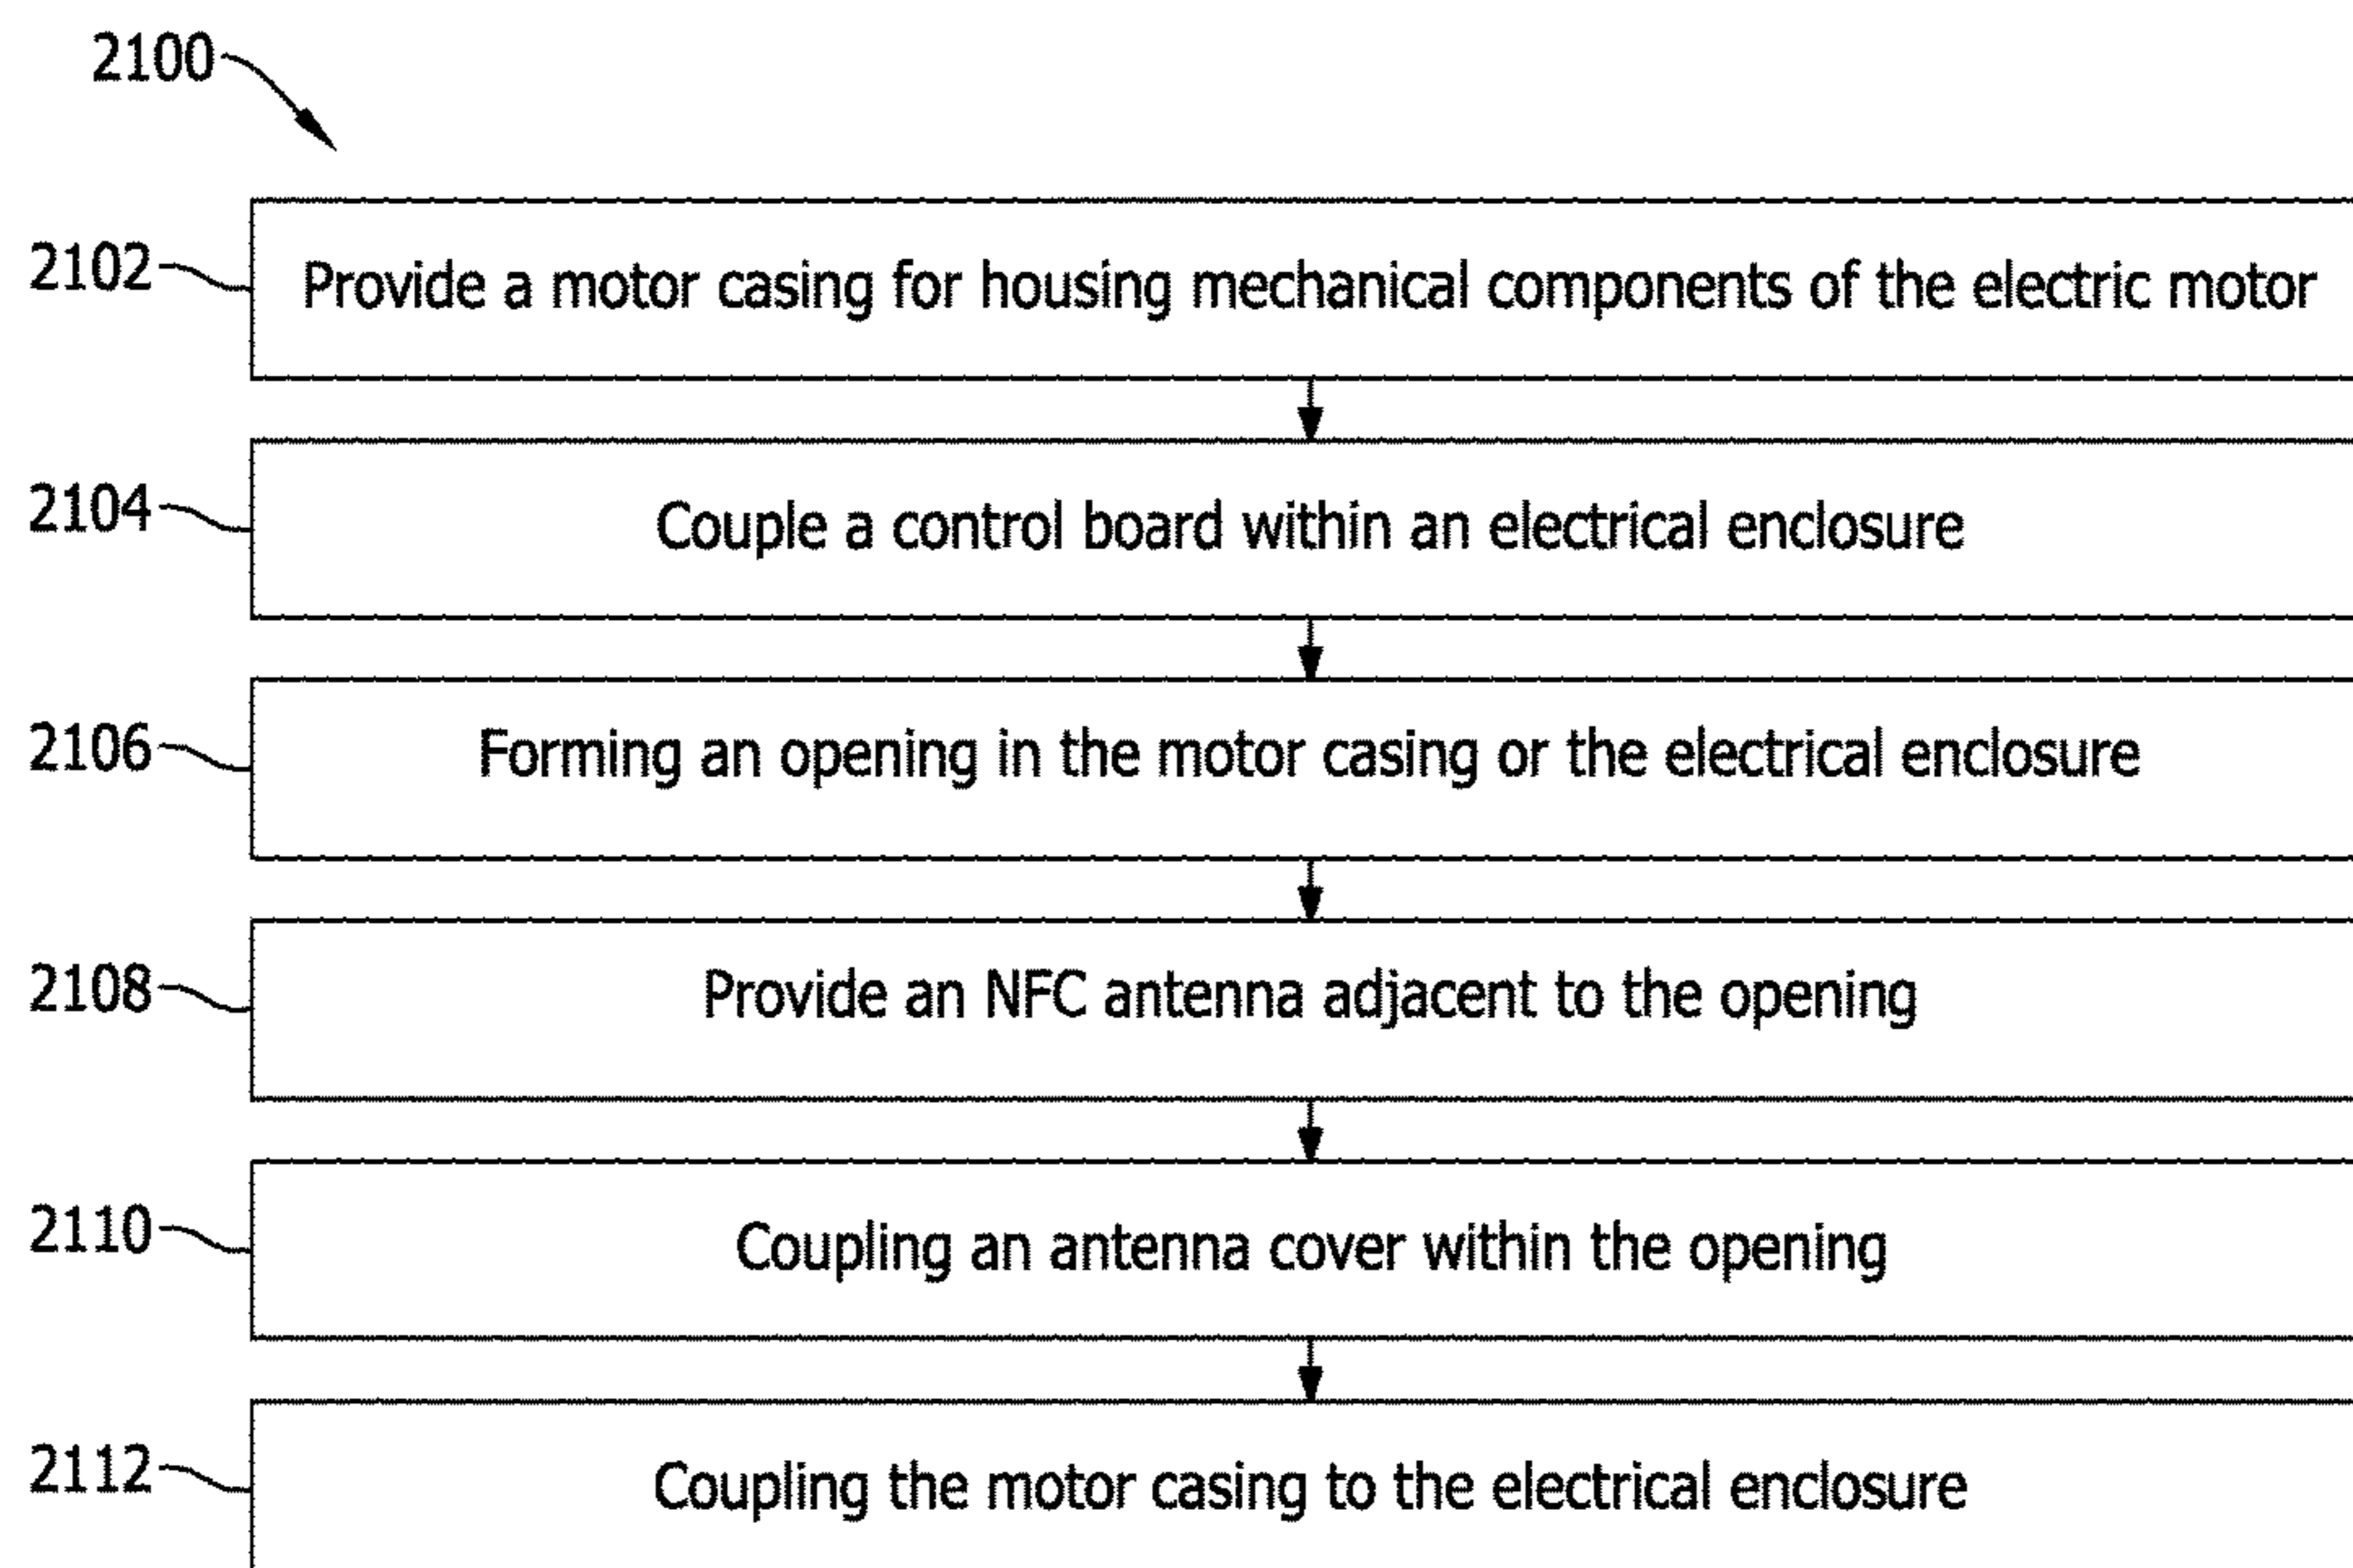 2100
2102 Provide a motor casing for housing mechanical components of the electric motor
2104 Couple a control board within an electrical enclosure
2106 Forming an opening in the motor casing or the electrical enclosure
2108 Provide an NFC antenna adjacent to the opening
2110 Coupling an antenna cover within the opening
2112 Coupling the motor casing to the electrical enclosure